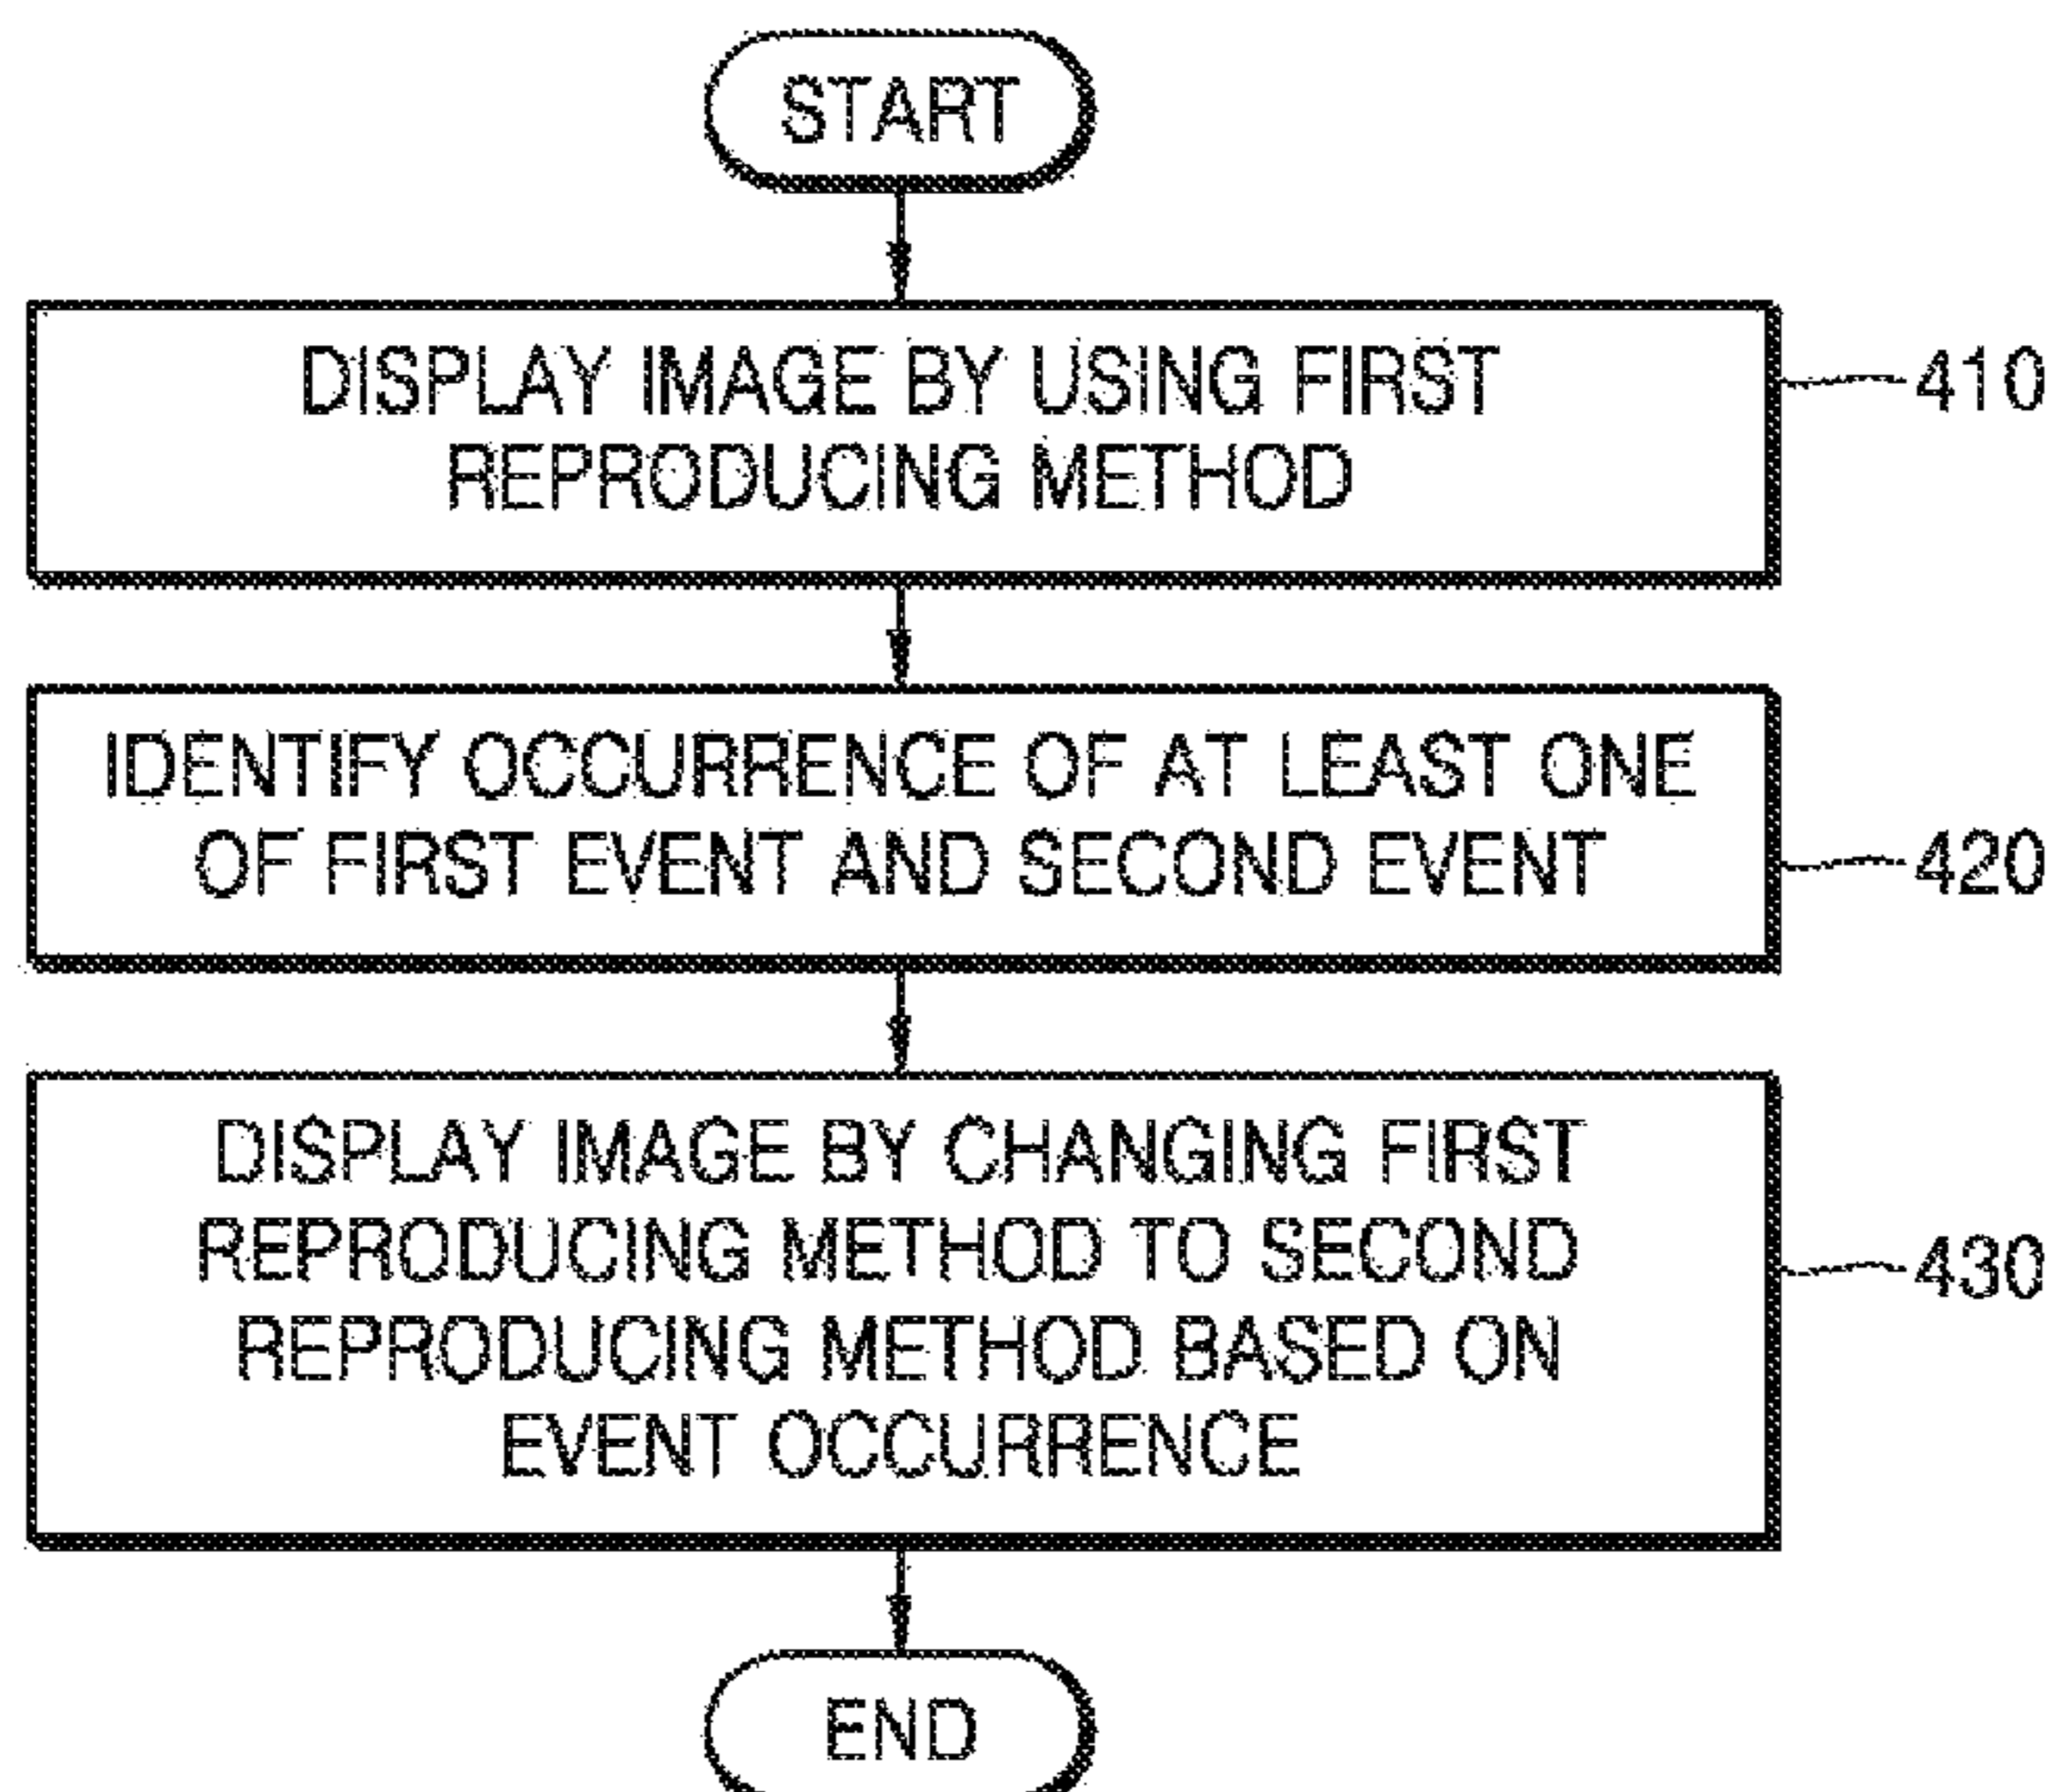 START
DISPLAY IMAGE BY USING FIRST
REPRODUCING METHOD
410
IDENTIFY OCCURRENCE OF AT LEAST ONE
OF FIRST EVENT AND SECOND EVENT
420
DISPLAY IMAGE BY CHANGING FIRST
REPRODUCING METHOD TO SECOND
REPRODUCING METHOD BASED ON
EVENT OCCURRENCE
430
END